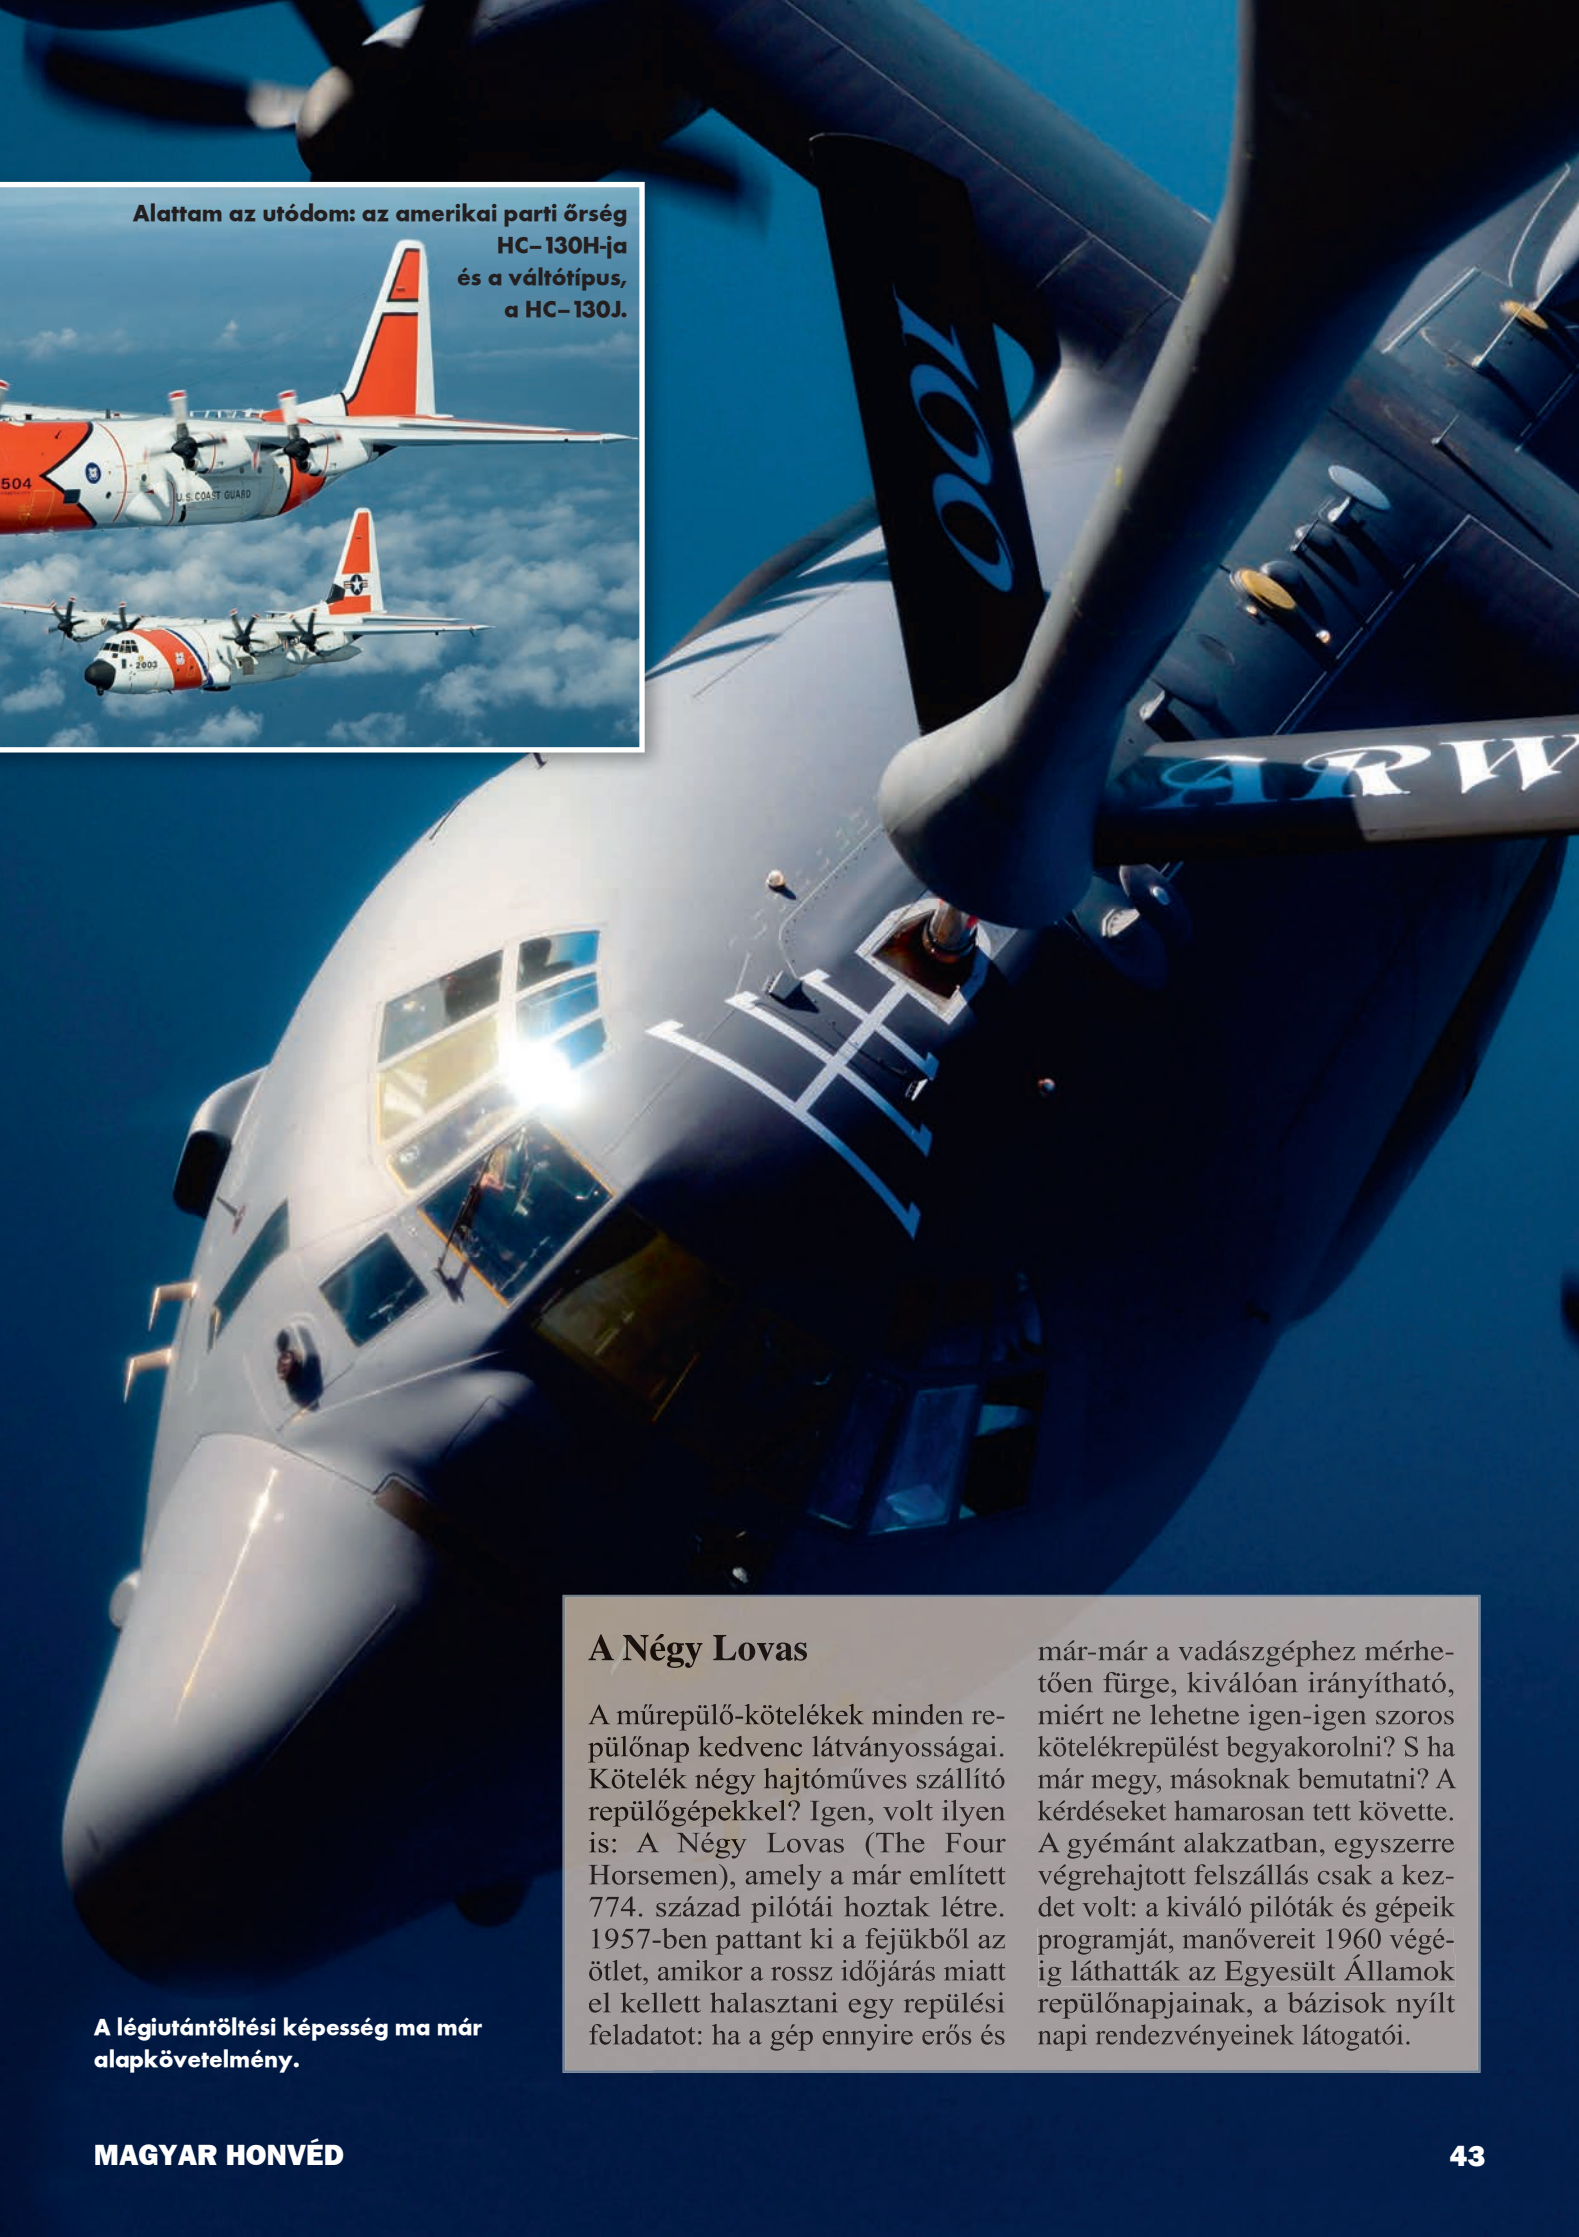 Alattam az utódom: az amerikai parti őrség
HC–130H-ja
és a váltótípus,
a HC–130J.
504
U.S. COAST GUARD
2003
100
ARW
A Négy Lovas
A műrepülő-kötelékek minden re-
pülőnap kedvenc látványosságai.
Kötelék négy hajtóműves szállító
repülőgépekkel? Igen, volt ilyen
is: A Négy Lovas (The Four
Horsemen), amely a már említett
774. század pilótái hoztak létre.
1957-ben pattant ki a fejükből az
ötlet, amikor a rossz időjárás miatt
el kellett halasztani egy repülési
feladatot: ha a gép ennyire erős és
már-már a vadászgéphez mérhe-
tően fürge, kiválóan irányítható,
miért ne lehetne igen-igen szoros
kötelékrepülést begyakorolni? S ha
már megy, másoknak bemutatni? A
kérdéseket hamarosan tett követte.
A gyémánt alakzatban, egyszerre
végrehajtott felszállás csak a kez-
det volt: a kiváló pilóták és gépeik
programját, manővereit 1960 végé-
ig láthatták az Egyesült Államok
repülőnapjainak, a bázisok nyílt
napi rendezvényeinek látogatói.
A légiutántöltési képesség ma már
alapkövetelmény.
MAGYAR HONVÉD
43